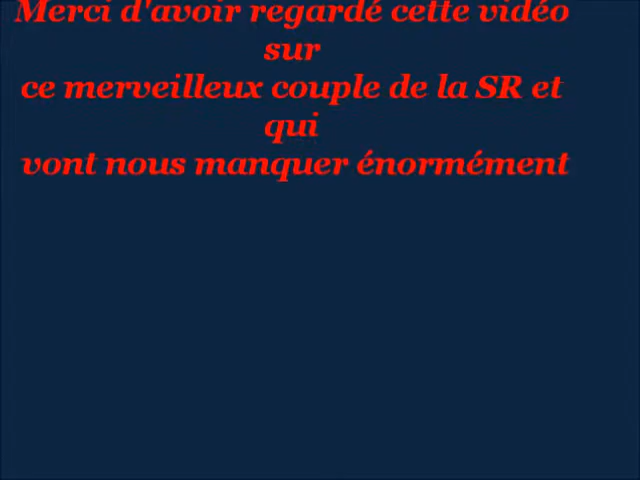 Merci d'avoir regardé cette vidéo
sur
ce merveilleux couple de la SR et
qui
vont nous manquer énormément